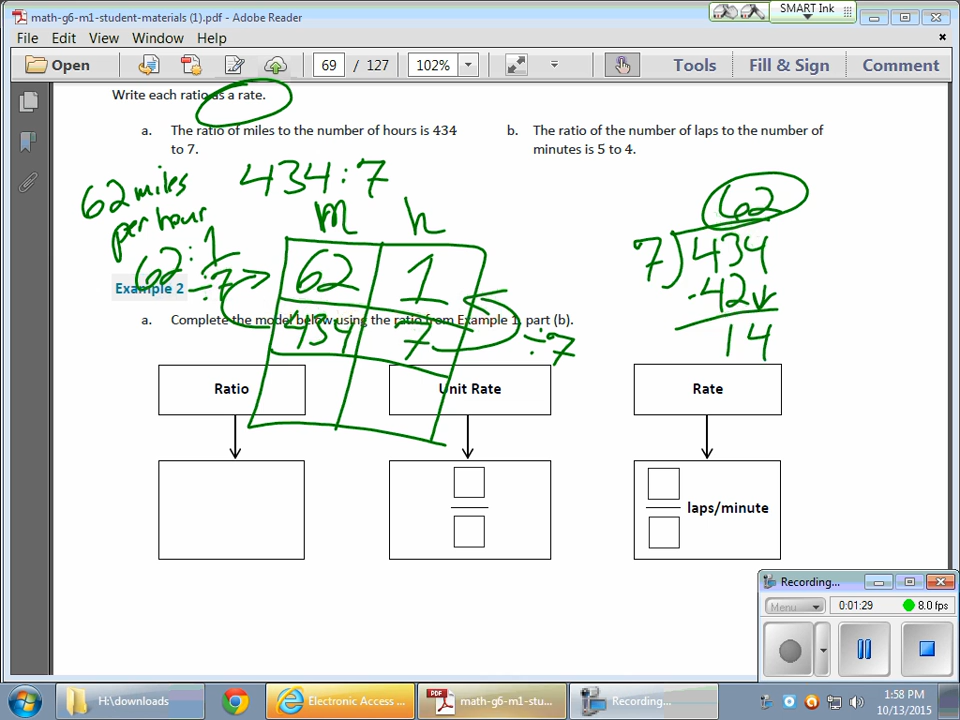 math-g6-m1-student-materials (1).pdf - Adobe Reader
SMART Ink
File Edit View Window Help
Open
69 / 127
102%
Tools
Fill & Sign
Comment
Write each ratio as a rate.
a. The ratio of miles to the number of hours is 434
to 7.
b. The ratio of the number of laps to the number of
minutes is 5 to 4.
434:7
62 miles
per hour
62:1
m h
62 1
434 7
÷7
÷7
62
7)434
-42
14
Example 2
a. Complete the model below using the ratio from Example 1, part (b).
Ratio
Unit Rate
Rate
laps/minute
Recording...
Menu
0:01:29
8.0 fps
H:\downloads
Electronic Access ...
math-g6-m1-stu...
Recording...
1:58 PM
10/13/2015